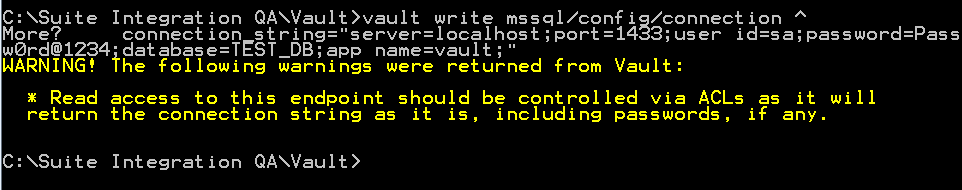 C:\Suite Integration QA\Vault>vault write mssql/config/connection ^
More?     connection_string="server=localhost;port=1433;user id=sa;password=Pass
w0rd@1234;database=TEST_DB;app name=vault;"
WARNING! The following warnings were returned from Vault:
* Read access to this endpoint should be controlled via ACLs as it will
return the connection string as it is, including passwords, if any.
C:\Suite Integration QA\Vault>